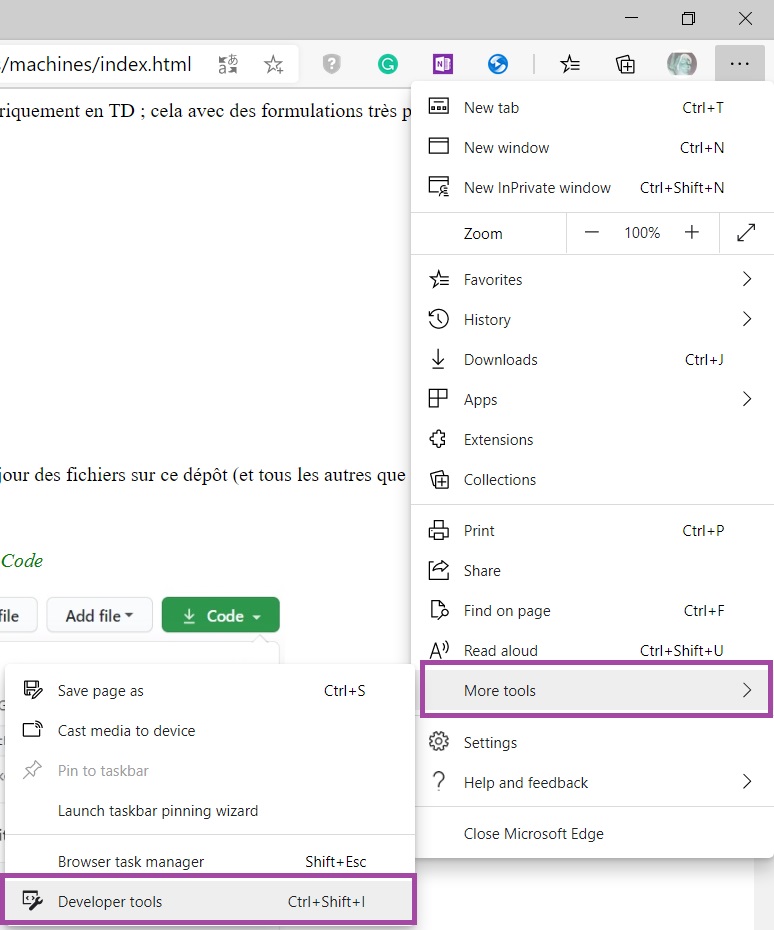 /machines/index.html
riquement en TD ; cela avec des formulations très p
New tab Ctrl+T
New window Ctrl+N
New InPrivate window Ctrl+Shift+N
Zoom 100%
Favorites
History
Downloads Ctrl+J
Apps
Extensions
Collections
jour des fichiers sur ce dépôt (et tous les autres que
Print Ctrl+P
Code
Share
Add file Code
Find on page Ctrl+F
Read aloud Ctrl+Shift+U
More tools
Settings
Help and feedback
Close Microsoft Edge
Save page as Ctrl+S
Cast media to device
Pin to taskbar
Launch taskbar pinning wizard
Browser task manager Shift+Esc
Developer tools Ctrl+Shift+I